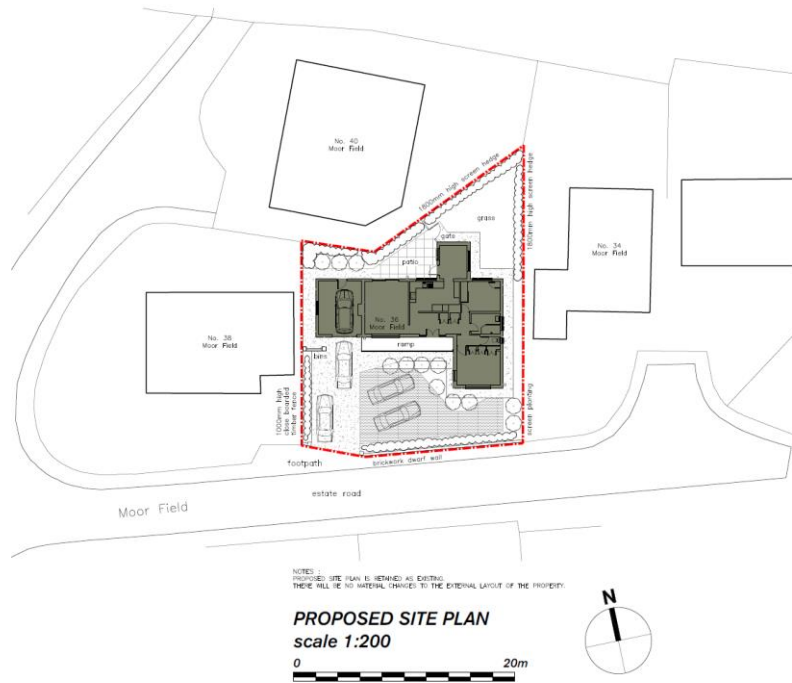 No. 40
Moor Field
1800mm high screen hedge
1800mm high screen hedge
grass
gate
patio
No. 34
Moor Field
No. 36
Moor Field
No. 38
Moor Field
ramp
bins
1000mm high
close boarded
timber fence
screen planting
brickwork dwarf wall
footpath
estate road
Moor Field
NOTES :
PROPOSED SITE PLAN IS RETAINED AS EXISTING.
THERE WILL BE NO MATERIAL CHANGES TO THE EXTERNAL LAYOUT OF THE PROPERTY.
PROPOSED SITE PLAN
scale 1:200
0 20m
N